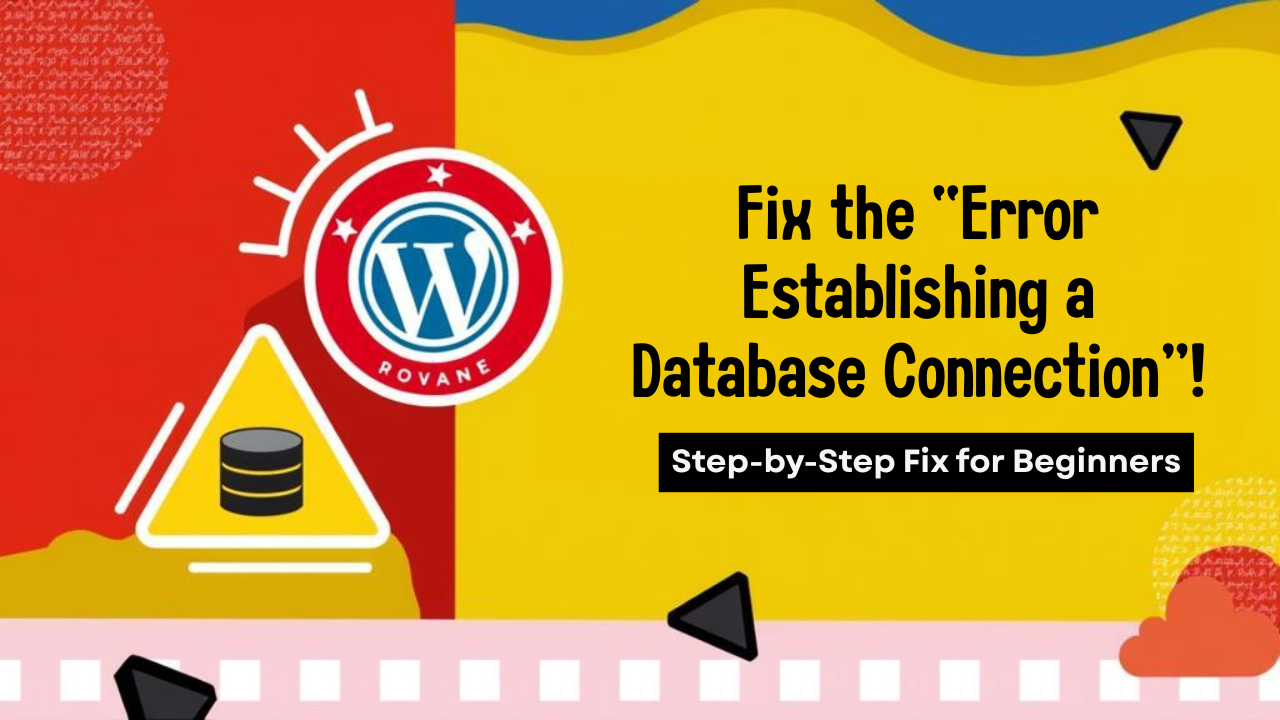 W
ROVANE
Fix the “Error
Establishing a
Database Connection”!
Step-by-Step Fix for Beginners